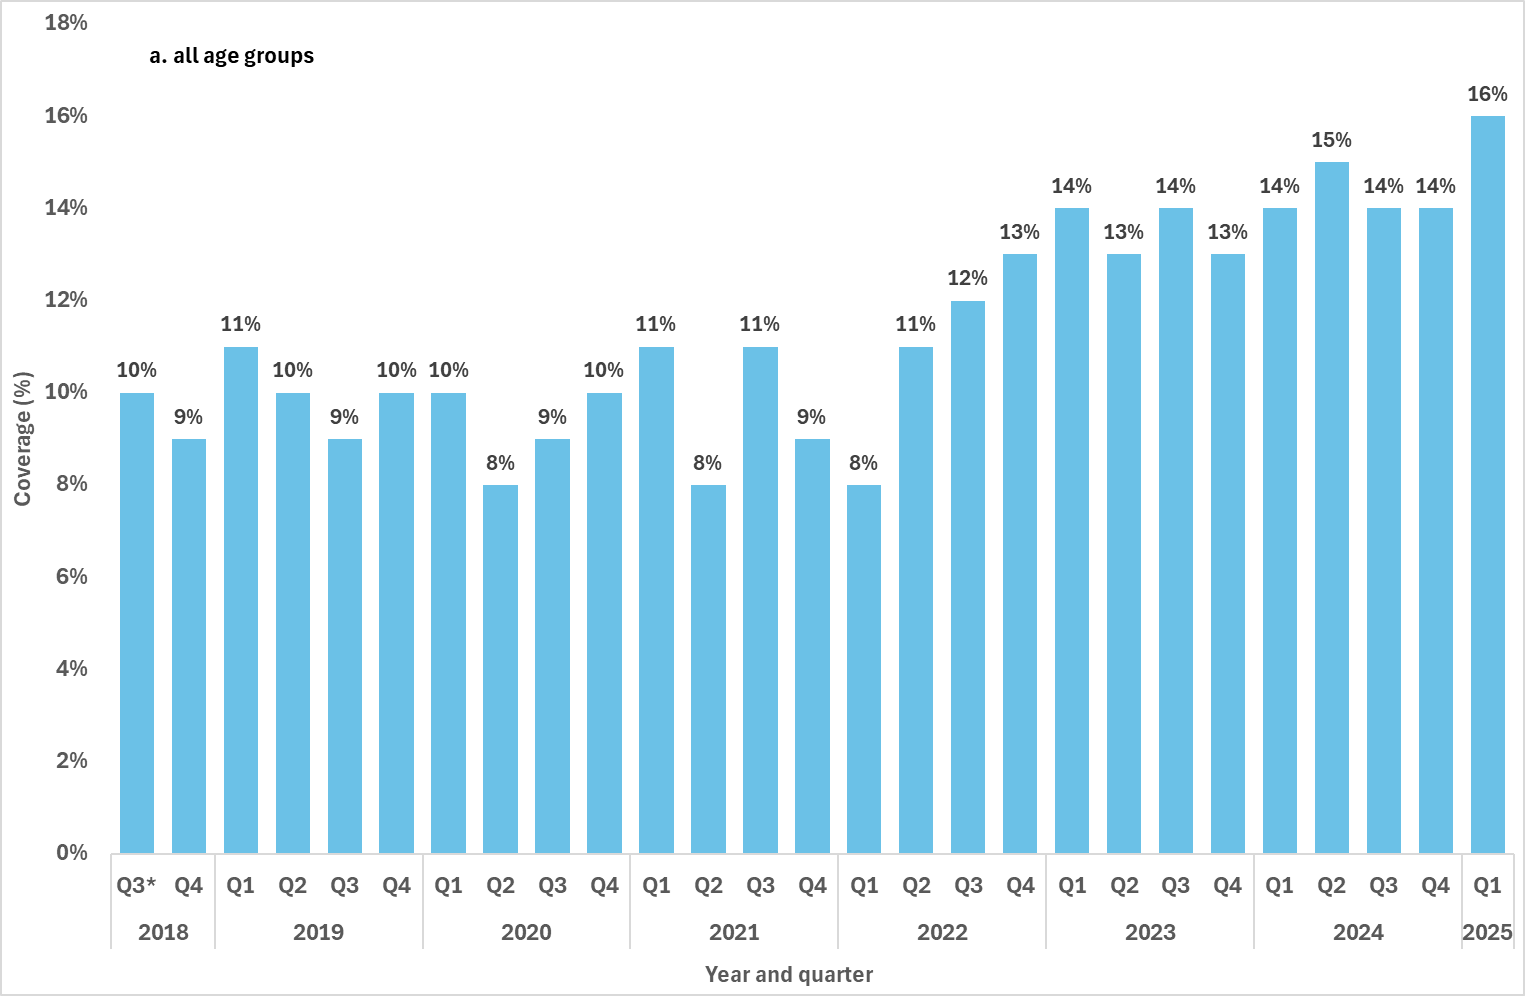 18%
a. all age groups
16%
14%
12%
10%
8%
6%
4%
2%
0%
Coverage (%)
10% 9% 11% 10% 9% 10% 10% 8% 9% 10% 11% 8% 11% 9% 8% 11% 12% 13% 14% 13% 14% 13% 14% 15% 14% 14% 16%
Q3* Q4 Q1 Q2 Q3 Q4 Q1 Q2 Q3 Q4 Q1 Q2 Q3 Q4 Q1 Q2 Q3 Q4 Q1 Q2 Q3 Q4 Q1 Q2 Q3 Q4 Q1
2018 2019 2020 2021 2022 2023 2024 2025
Year and quarter